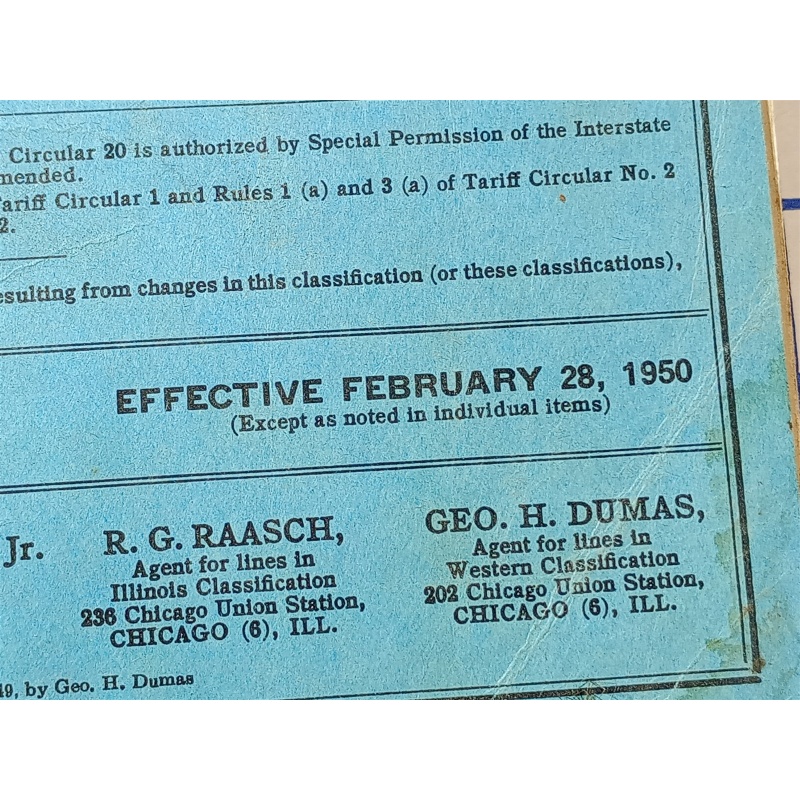 Circular 20 is authorized by Special Permission of the Interstate
mended.
ariff Circular 1 and Rules 1 (a) and 3 (a) of Tariff Circular No. 2
2.
esulting from changes in this classification (or these classifications),
EFFECTIVE FEBRUARY 28, 1950
(Except as noted in individual items)
Jr.
R. G. RAASCH,
Agent for lines in
Illinois Classification
236 Chicago Union Station,
CHICAGO (6), ILL.
GEO. H. DUMAS,
Agent for lines in
Western Classification
202 Chicago Union Station,
CHICAGO (6), ILL.
49, by Geo. H. Dumas